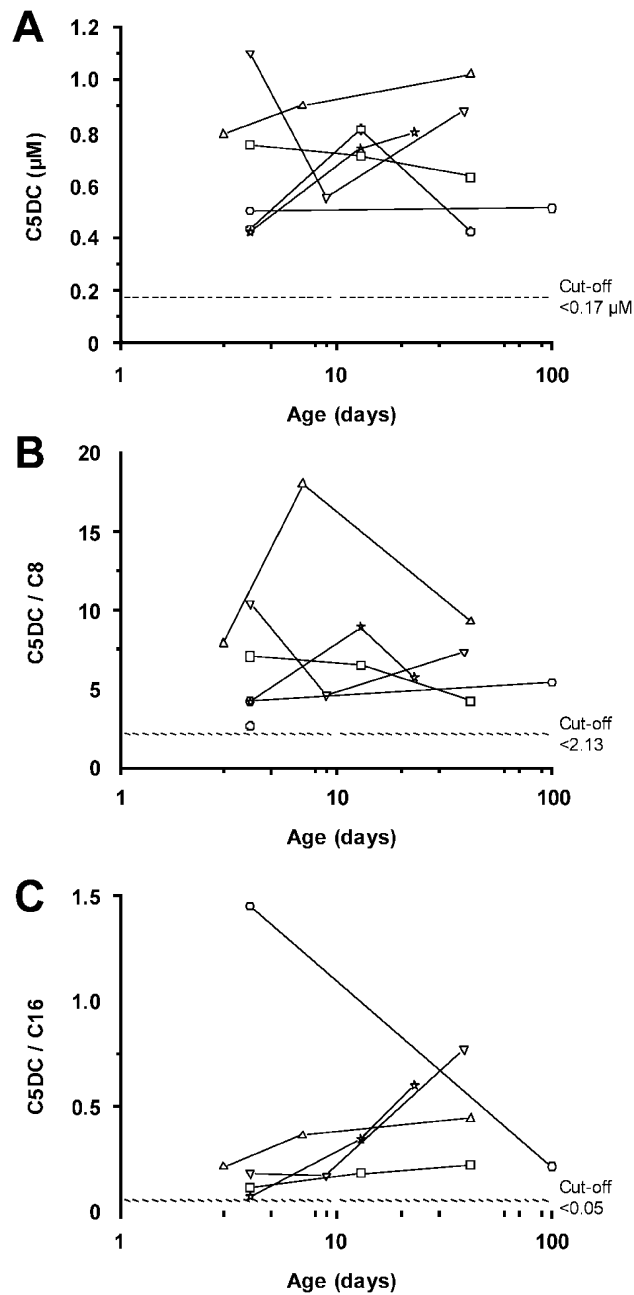 A
1.2
1.0
0.8
0.6
0.4
0.2
0
C5DC (µM)
Cut-off
<0.17 µM
1 10 100
Age (days)
B
20
15
10
5
0
C5DC / C8
Cut-off
<2.13
1 10 100
Age (days)
C
1.5
1.0
0.5
0
C5DC / C16
Cut-off
<0.05
1 10 100
Age (days)